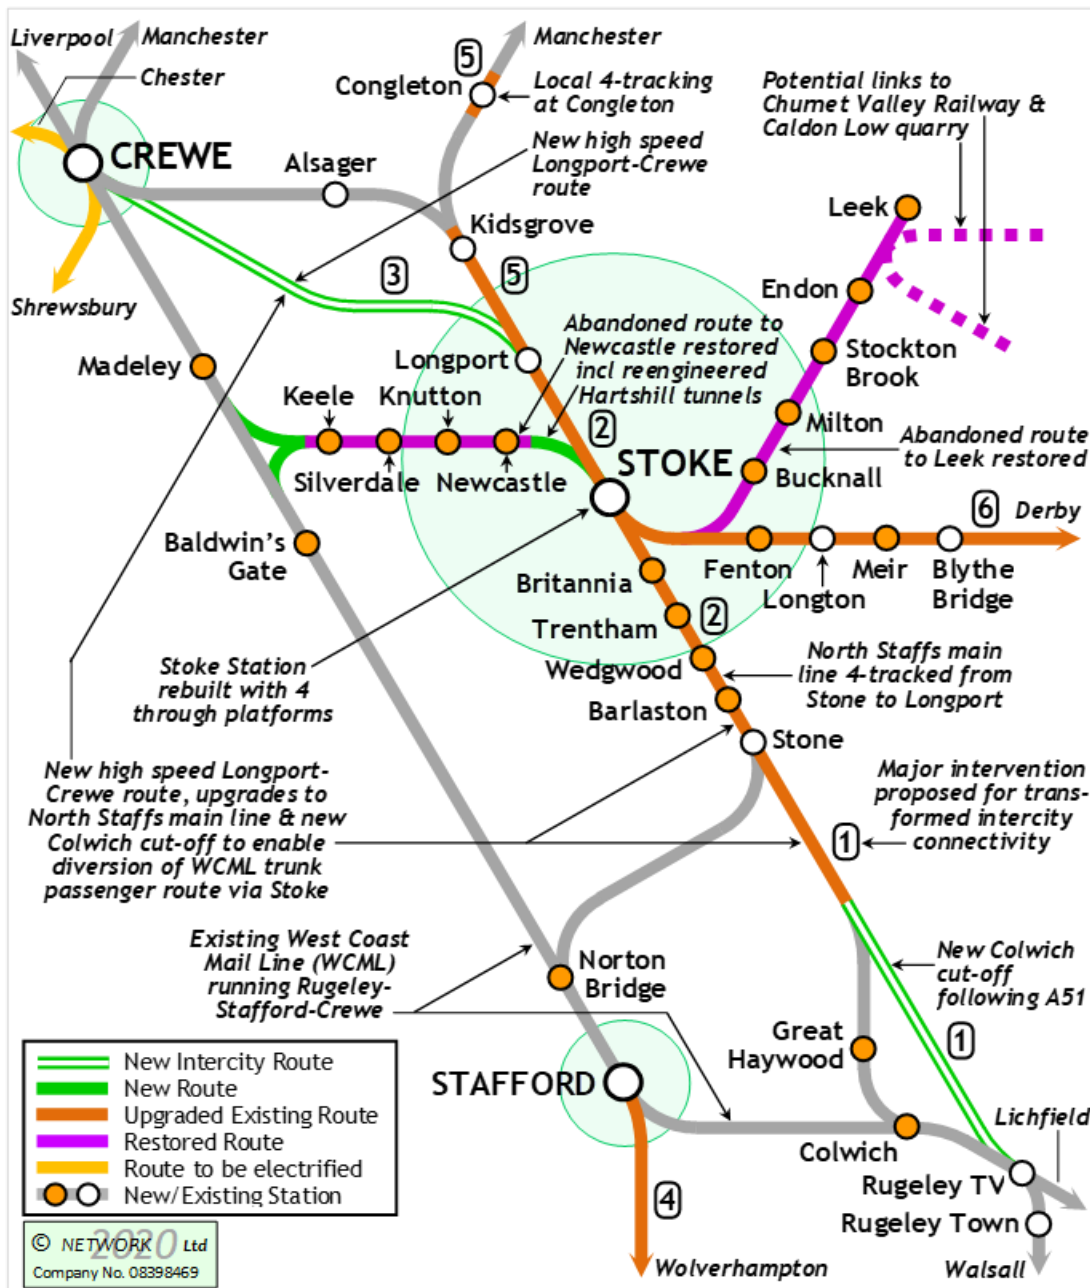 Liverpool
Manchester
Chester
CREWE
Shrewsbury
Alsager
5
Congleton
Manchester
Local 4-tracking
at Congleton
New high speed
Longport-Crewe
route
Potential links to
Churnet Valley Railway &
Caldon Low quarry
Kidsgrove
3
5
Leek
Endon
Stockton
Brook
Milton
Bucknall
Abandoned route
to Leek restored
Madeley
Longport
Abandoned route to
Newcastle restored
incl reengineered
Hartshill tunnels
Keele
Knutton
Silverdale
Newcastle
2
STOKE
6
Derby
Fenton
Longton
Meir
Blythe
Bridge
Baldwin's
Gate
Britannia
Trentham
2
Wedgwood
Barlaston
Stone
North Staffs main
line 4-tracked from
Stone to Longport
Stoke Station
rebuilt with 4
through platforms
New high speed Longport-
Crewe route, upgrades to
North Staffs main line & new
Colwich cut-off to enable
diversion of WCML trunk
passenger route via Stoke
Major intervention
proposed for trans-
formed intercity
connectivity
1
Existing West Coast
Mail Line (WCML)
running Rugeley-
Stafford-Crewe
Norton
Bridge
New Colwich
cut-off
following A51
Great
Haywood
1
STAFFORD
Colwich
Lichfield
Rugeley TV
Rugeley Town
Walsall
4
Wolverhampton
New Intercity Route
New Route
Upgraded Existing Route
Restored Route
Route to be electrified
New/Existing Station
© NETWORK 2020 Ltd
Company No. 08398469